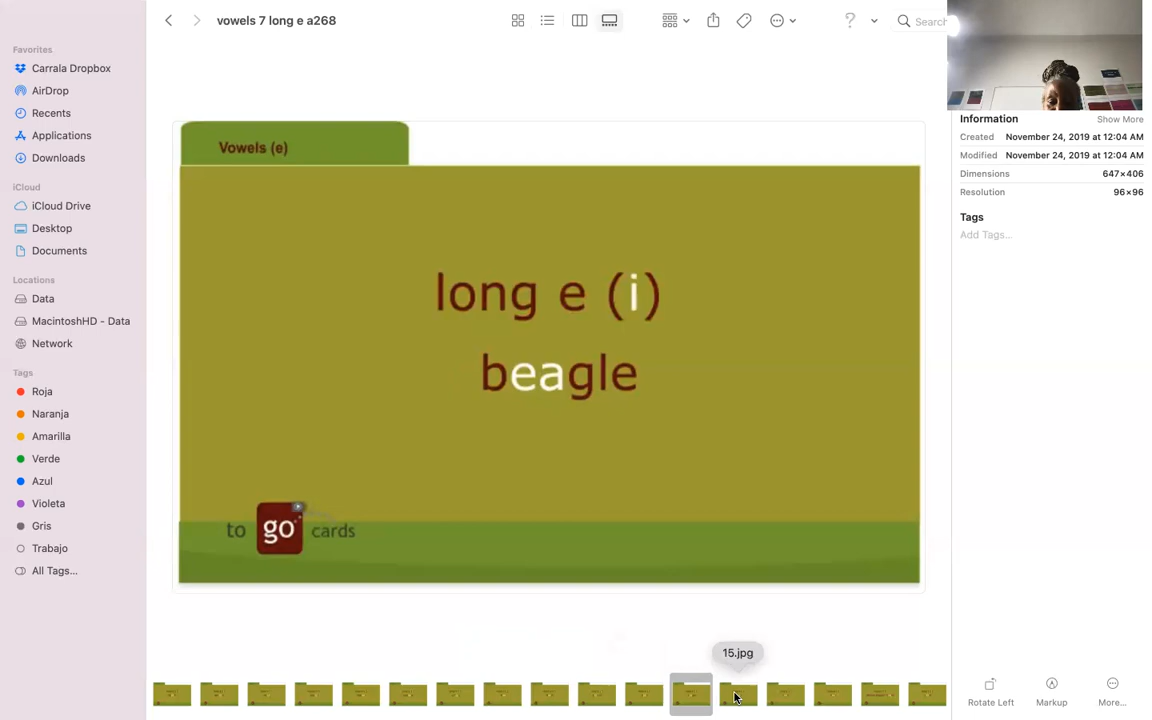 vowels 7 long e a268
Search
Favorites
Carrala Dropbox
AirDrop
Recents
Applications
Downloads
iCloud
iCloud Drive
Desktop
Documents
Locations
Data
MacintoshHD - Data
Network
Tags
Roja
Naranja
Amarilla
Verde
Azul
Violeta
Gris
Trabajo
All Tags...
Vowels (e)
long e (i)
beagle
to go cards
15.jpg
Information Show More
Created November 24, 2019 at 12:04 AM
Modified November 24, 2019 at 12:04 AM
Dimensions 647×406
Resolution 96×96
Tags
Add Tags...
Rotate Left
Markup
More...